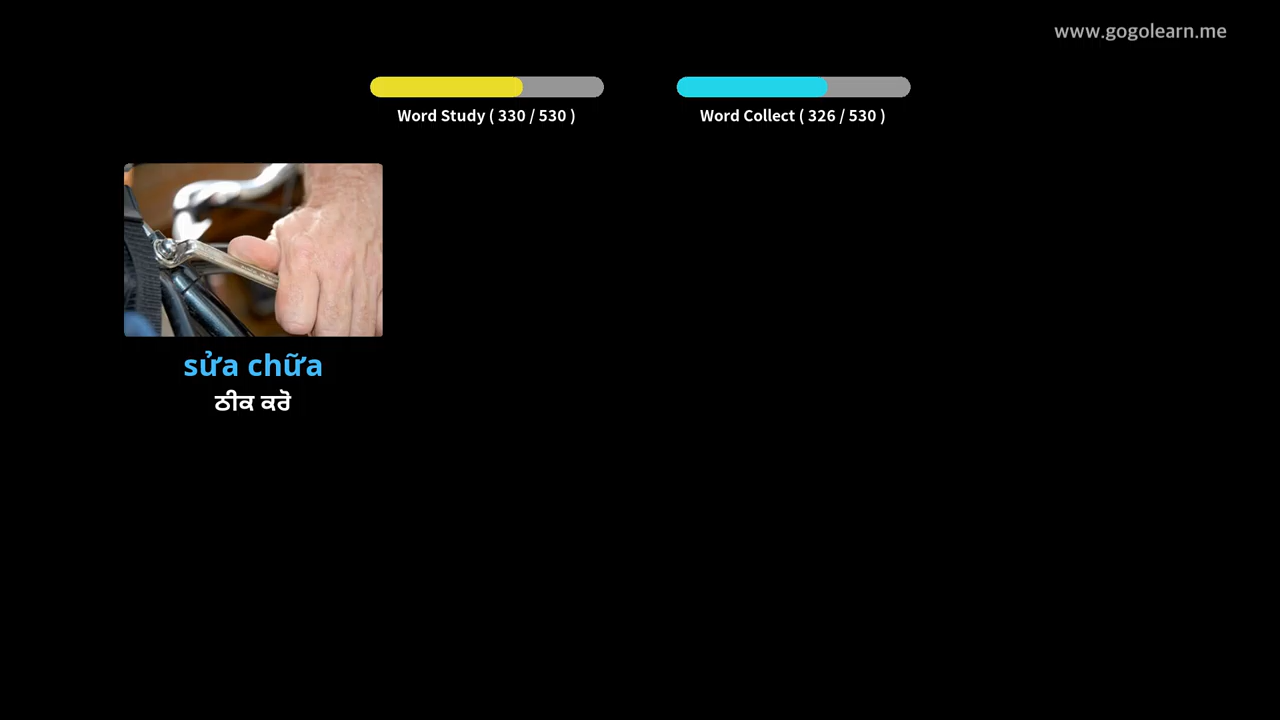 www.gogolearn.me
Word Study ( 330 / 530 )
Word Collect ( 326 / 530 )
sửa chữa
ਠੀਕ ਕਰੋ